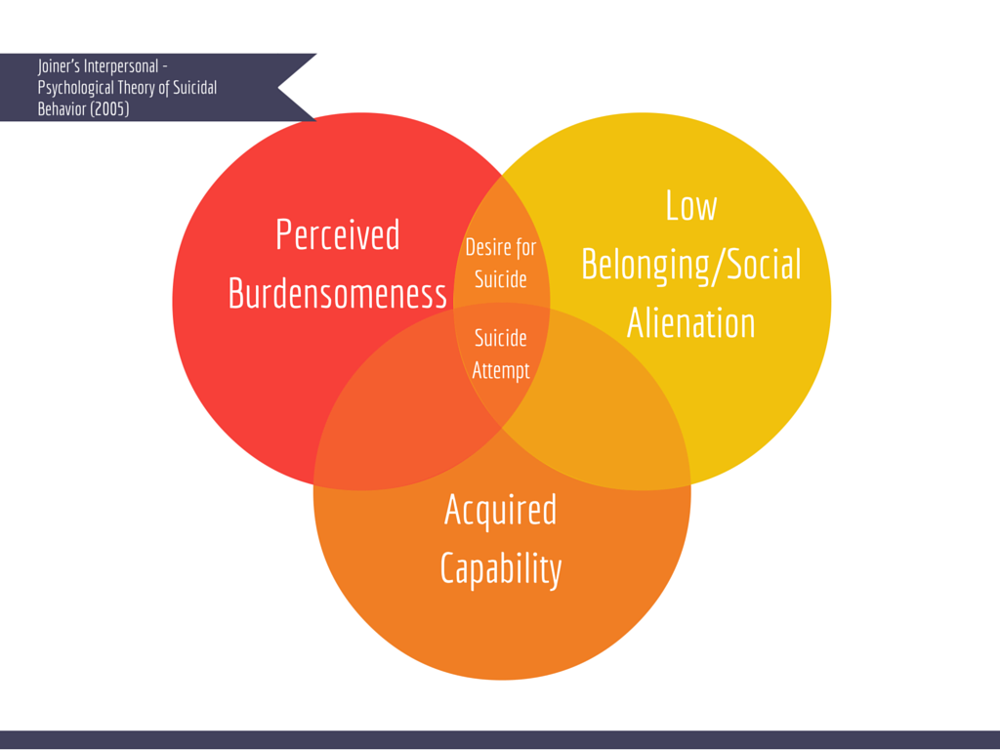 Joiner's Interpersonal -
Psychological Theory of Suicidal
Behavior (2005)
Perceived
Burdensomeness
Desire for
Suicide
Low
Belonging/Social
Alienation
Suicide
Attempt
Acquired
Capability